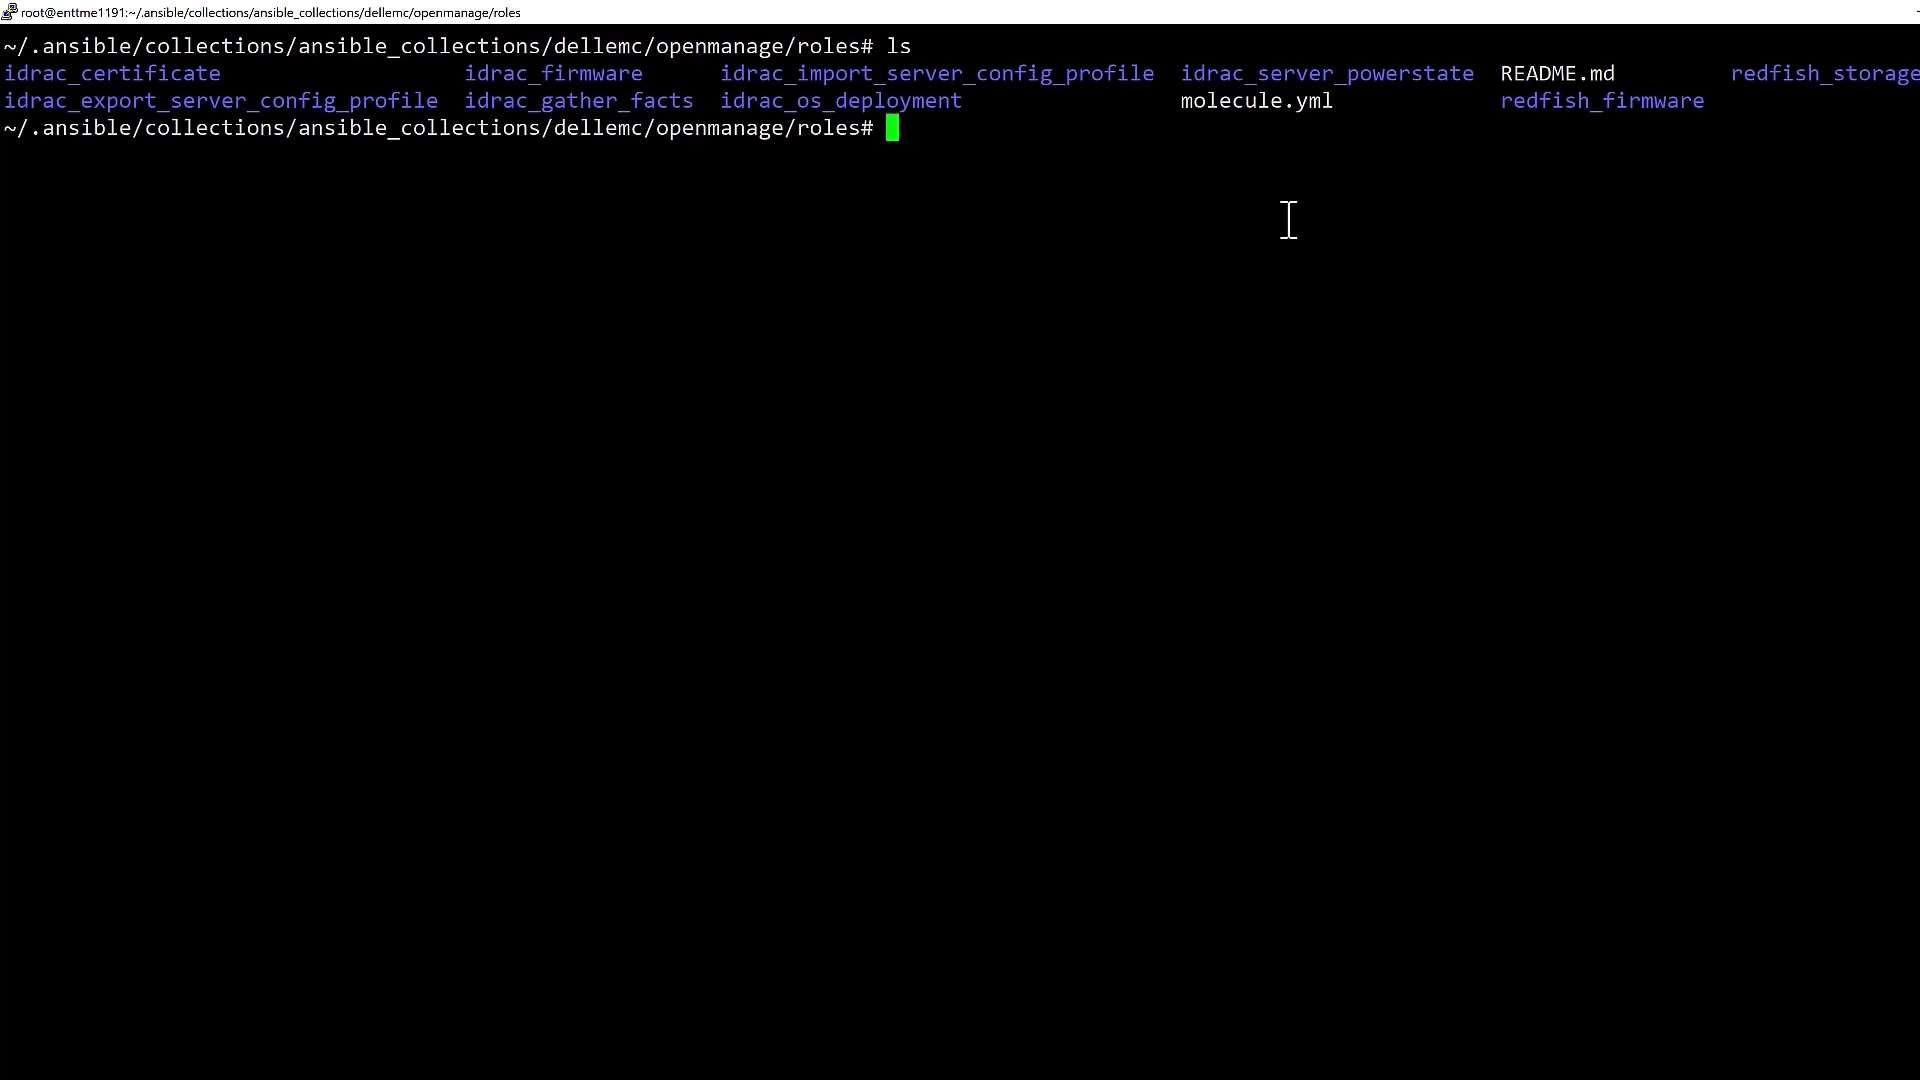 root@enttme1191:~/.ansible/collections/ansible_collections/dellemc/openmanage/roles
~/.ansible/collections/ansible_collections/dellemc/openmanage/roles# ls
idrac_certificate idrac_firmware idrac_import_server_config_profile idrac_server_powerstate README.md redfish_storage
idrac_export_server_config_profile idrac_gather_facts idrac_os_deployment molecule.yml redfish_firmware
~/.ansible/collections/ansible_collections/dellemc/openmanage/roles#